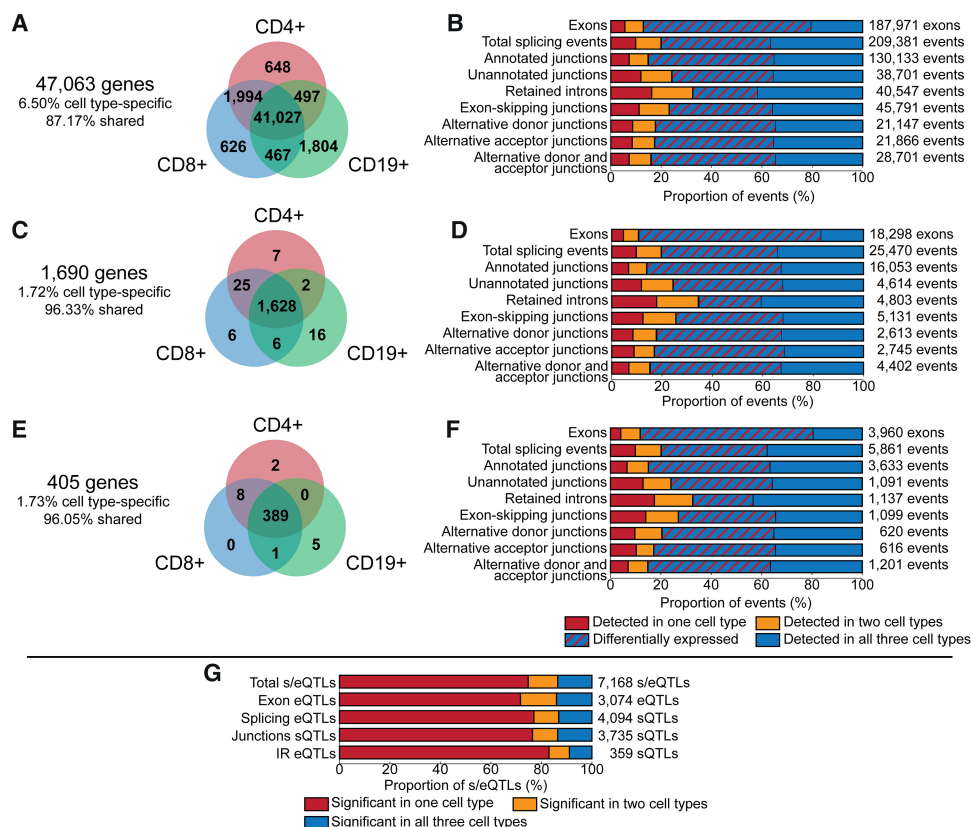 A
CD4+
47,063 genes
6.50% cell type-specific
87.17% shared
648
1,994
497
41,027
626
467
1,804
CD8+
CD19+
B
Exons
187,971 exons
Total splicing events
209,381 events
Annotated junctions
130,133 events
Unannotated junctions
38,701 events
Retained introns
40,547 events
Exon-skipping junctions
45,791 events
Alternative donor junctions
21,147 events
Alternative acceptor junctions
21,866 events
Alternative donor and
acceptor junctions
28,701 events
0 20 40 60 80 100
Proportion of events (%)
C
CD4+
1,690 genes
1.72% cell type-specific
96.33% shared
7
25
2
1,628
6
6
16
CD8+
CD19+
D
Exons
18,298 exons
Total splicing events
25,470 events
Annotated junctions
16,053 events
Unannotated junctions
4,614 events
Retained introns
4,803 events
Exon-skipping junctions
5,131 events
Alternative donor junctions
2,613 events
Alternative acceptor junctions
2,745 events
Alternative donor and
acceptor junctions
4,402 events
0 20 40 60 80 100
Proportion of events (%)
E
CD4+
405 genes
1.73% cell type-specific
96.05% shared
2
8
0
389
0
1
5
CD8+
CD19+
F
Exons
3,960 exons
Total splicing events
5,861 events
Annotated junctions
3,633 events
Unannotated junctions
1,091 events
Retained introns
1,137 events
Exon-skipping junctions
1,099 events
Alternative donor junctions
620 events
Alternative acceptor junctions
616 events
Alternative donor and
acceptor junctions
1,201 events
0 20 40 60 80 100
Proportion of events (%)
Detected in one cell type
Detected in two cell types
Differentially expressed
Detected in all three cell types
G
Total s/eQTLs
7,168 s/eQTLs
Exon eQTLs
3,074 eQTLs
Splicing eQTLs
4,094 sQTLs
Junctions sQTLs
3,735 sQTLs
IR eQTLs
359 sQTLs
0 20 40 60 80 100
Proportion of s/eQTLs (%)
Significant in one cell type
Significant in two cell types
Significant in all three cell types